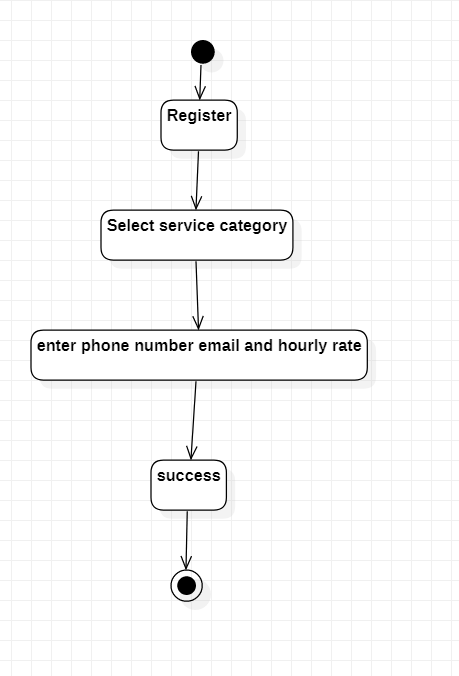 Register
Select service category
enter phone number email and hourly rate
success